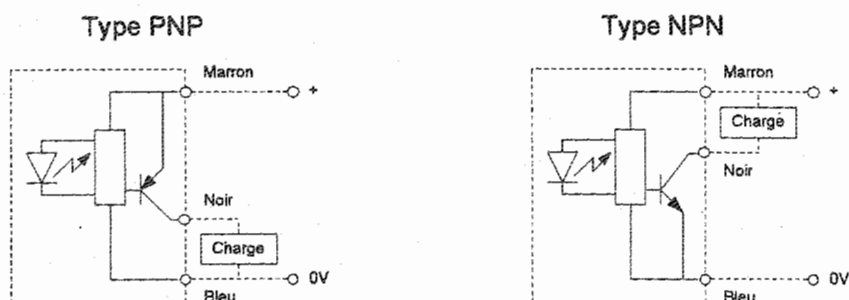 Type PNP
Marron
+
Noir
Charge
0V
Bleu
Type NPN
Marron
+
Charge
Noir
0V
Bleu